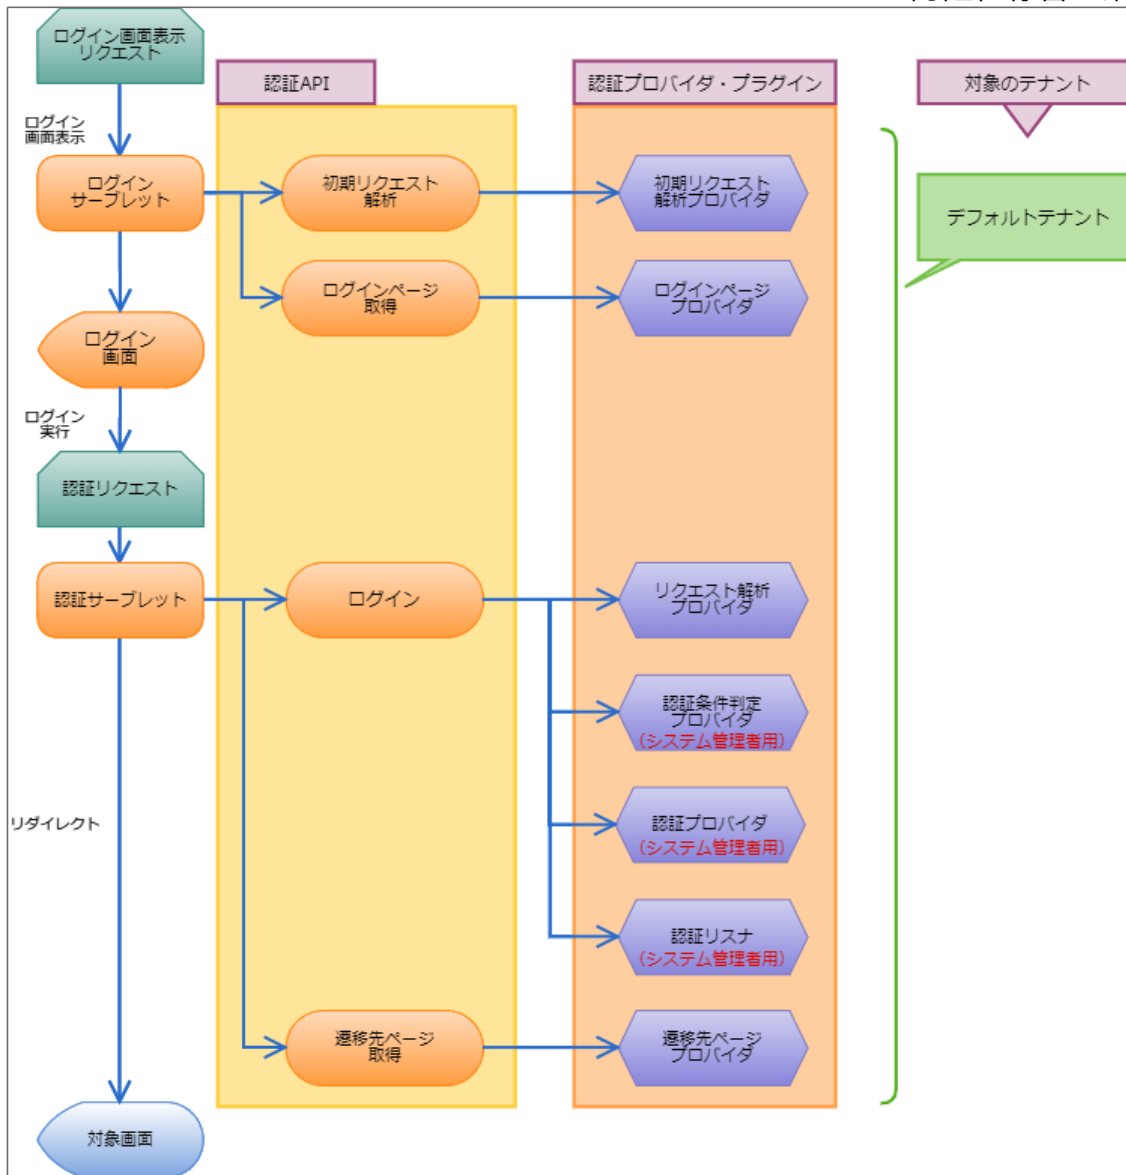 ログイン画面表示
リクエスト
認証API
認証プロバイダ・プラグイン
対象のテナント
ログイン
画面表示
ログイン
サーブレット
初期リクエスト
解析
初期リクエスト
解析プロバイダ
デフォルトテナント
ログインページ
取得
ログインページ
プロバイダ
ログイン
画面
ログイン
実行
認証リクエスト
認証サーブレット
ログイン
リクエスト解析
プロバイダ
認証条件判定
プロバイダ
(システム管理者用)
認証プロバイダ
(システム管理者用)
リダイレクト
認証リスナ
(システム管理者用)
遷移先ページ
取得
遷移先ページ
プロバイダ
対象画面